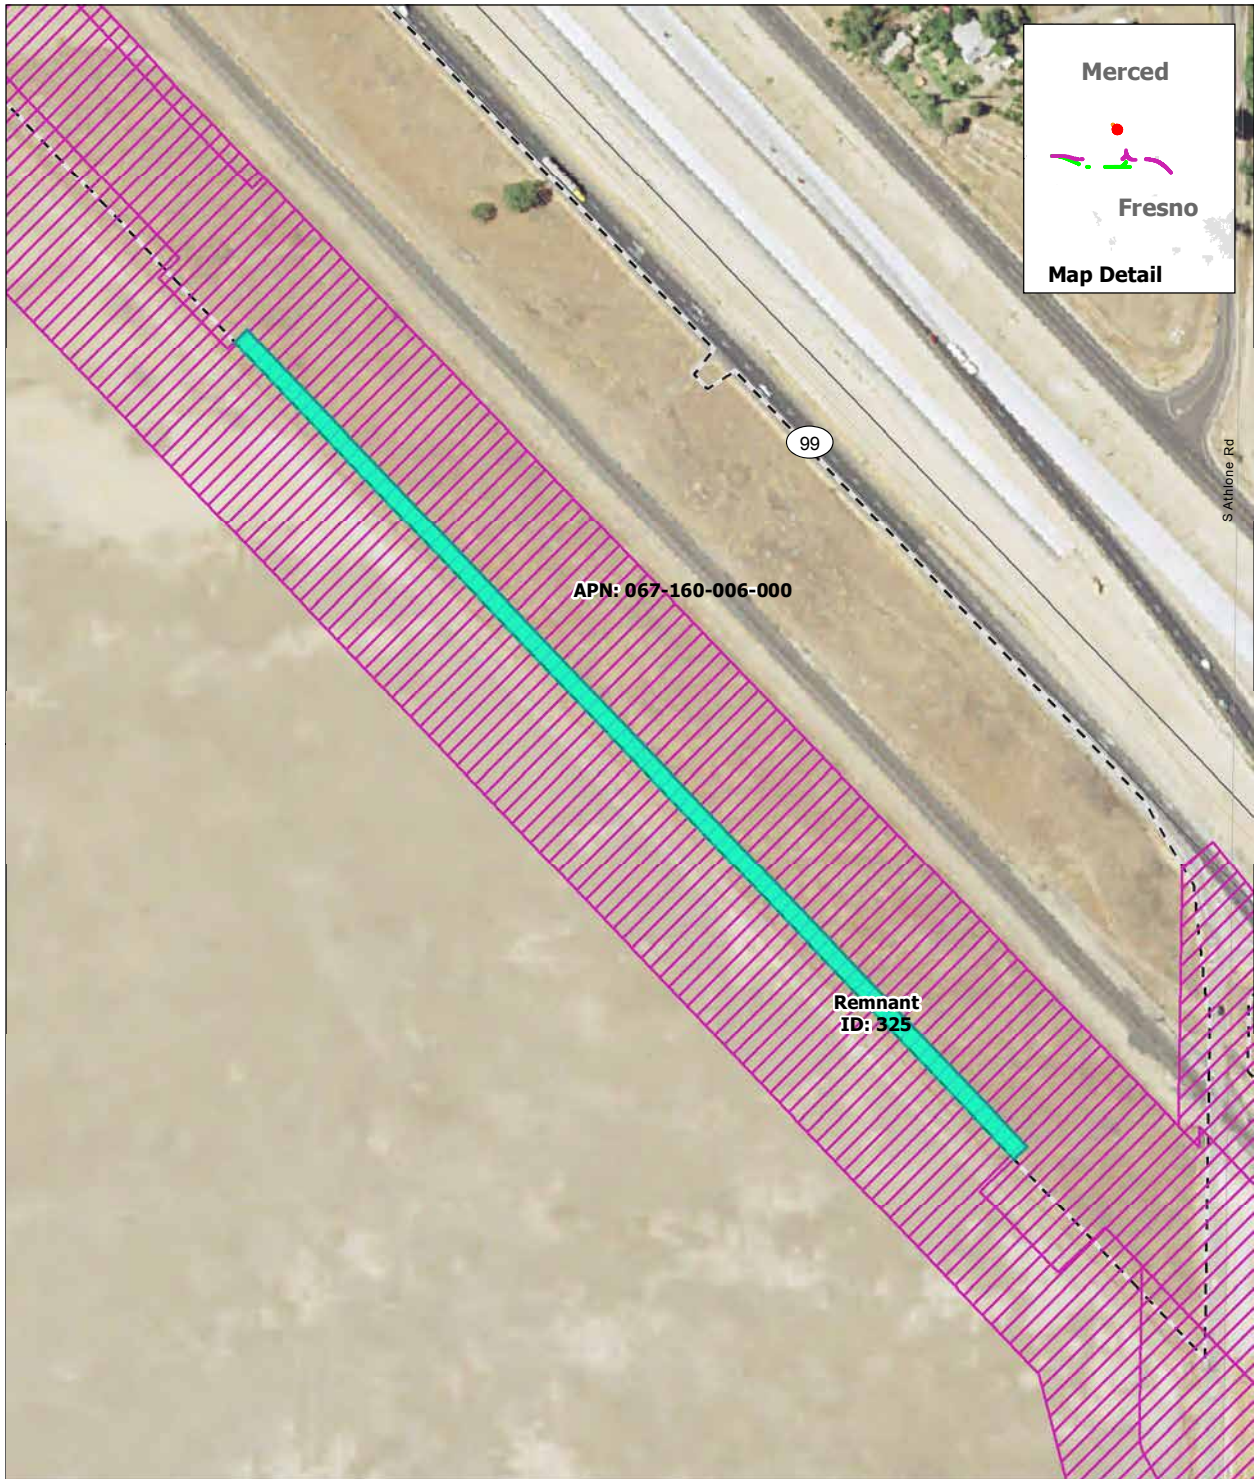 Merced
Fresno
Map Detail
99
S Athlone Rd
APN: 067-160-006-000
Remnant
ID: 325